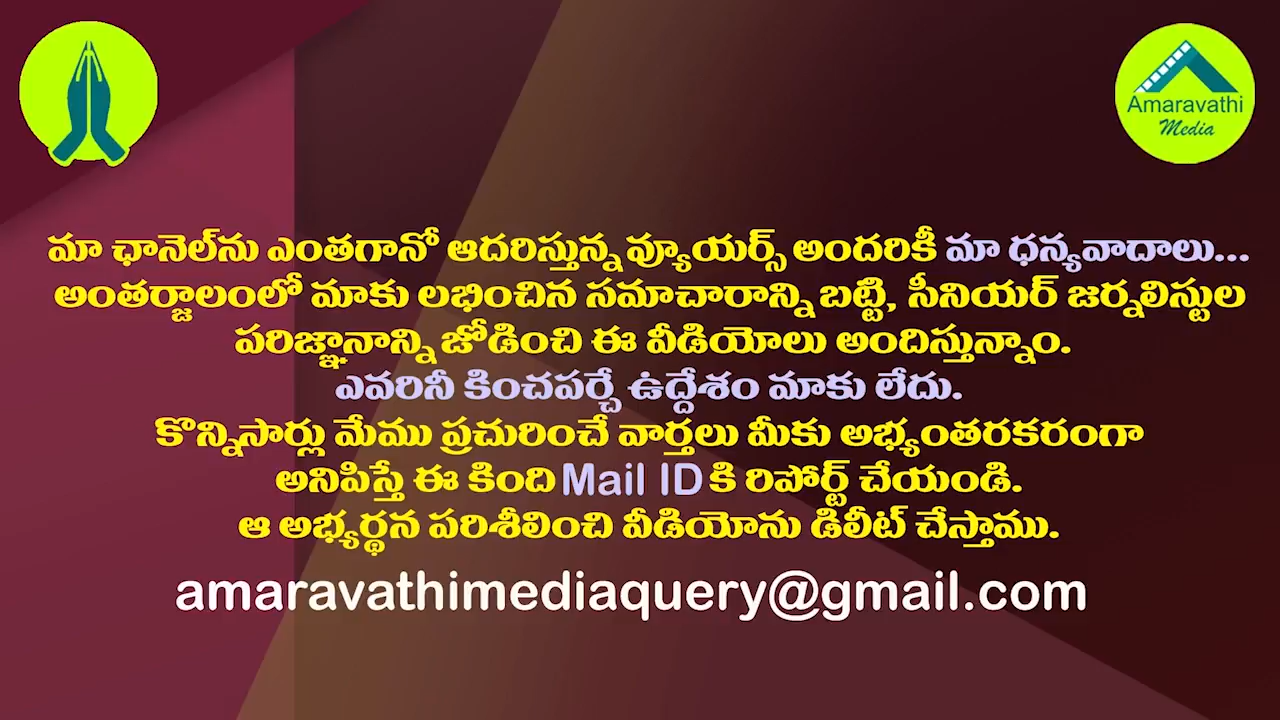 Amaravathi
Media
మా ఛానెల్‌ను ఎంతగానో ఆదరిస్తున్న వ్యూయర్స్ అందరికీ మా ధన్యవాదాలు...
అంతర్జాలంలో మాకు లభించిన సమాచారాన్ని బట్టి, సీనియర్ జర్నలిస్టుల
పరిజ్ఞానాన్ని జోడించి ఈ వీడియోలు అందిస్తున్నాం.
ఎవరినీ కించపర్చే ఉద్దేశం మాకు లేదు.
కొన్నిసార్లు మేము ప్రచురించే వార్తలు మీకు అభ్యంతరకరంగా
అనిపిస్తే ఈ కింది Mail ID కి రిపోర్ట్ చేయండి.
ఆ అభ్యర్థన పరిశీలించి వీడియోను డిలీట్ చేస్తాము.
amaravathimediaquery@gmail.com